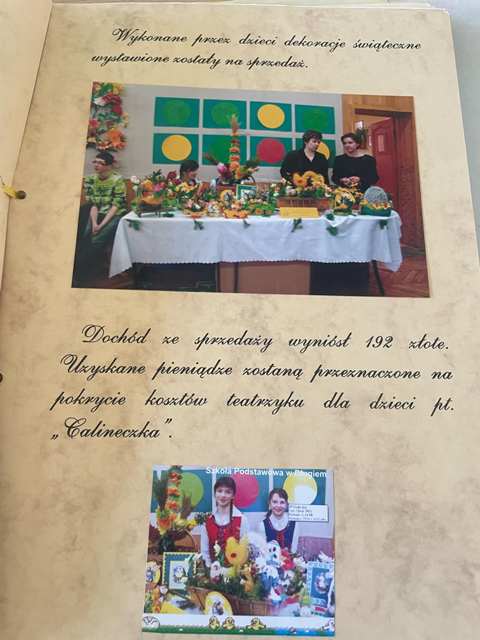 Wykonane przez dzieci dekoracje świąteczne
wystawione zostały na sprzedaż.
Dochód ze sprzedaży wyniósł 192 złote.
Uzyskane pieniądze zostaną przeznaczone na
pokrycie kosztów teatrzyku dla dzieci pt.
„Calineczka".
Szkoła Podstawowa w